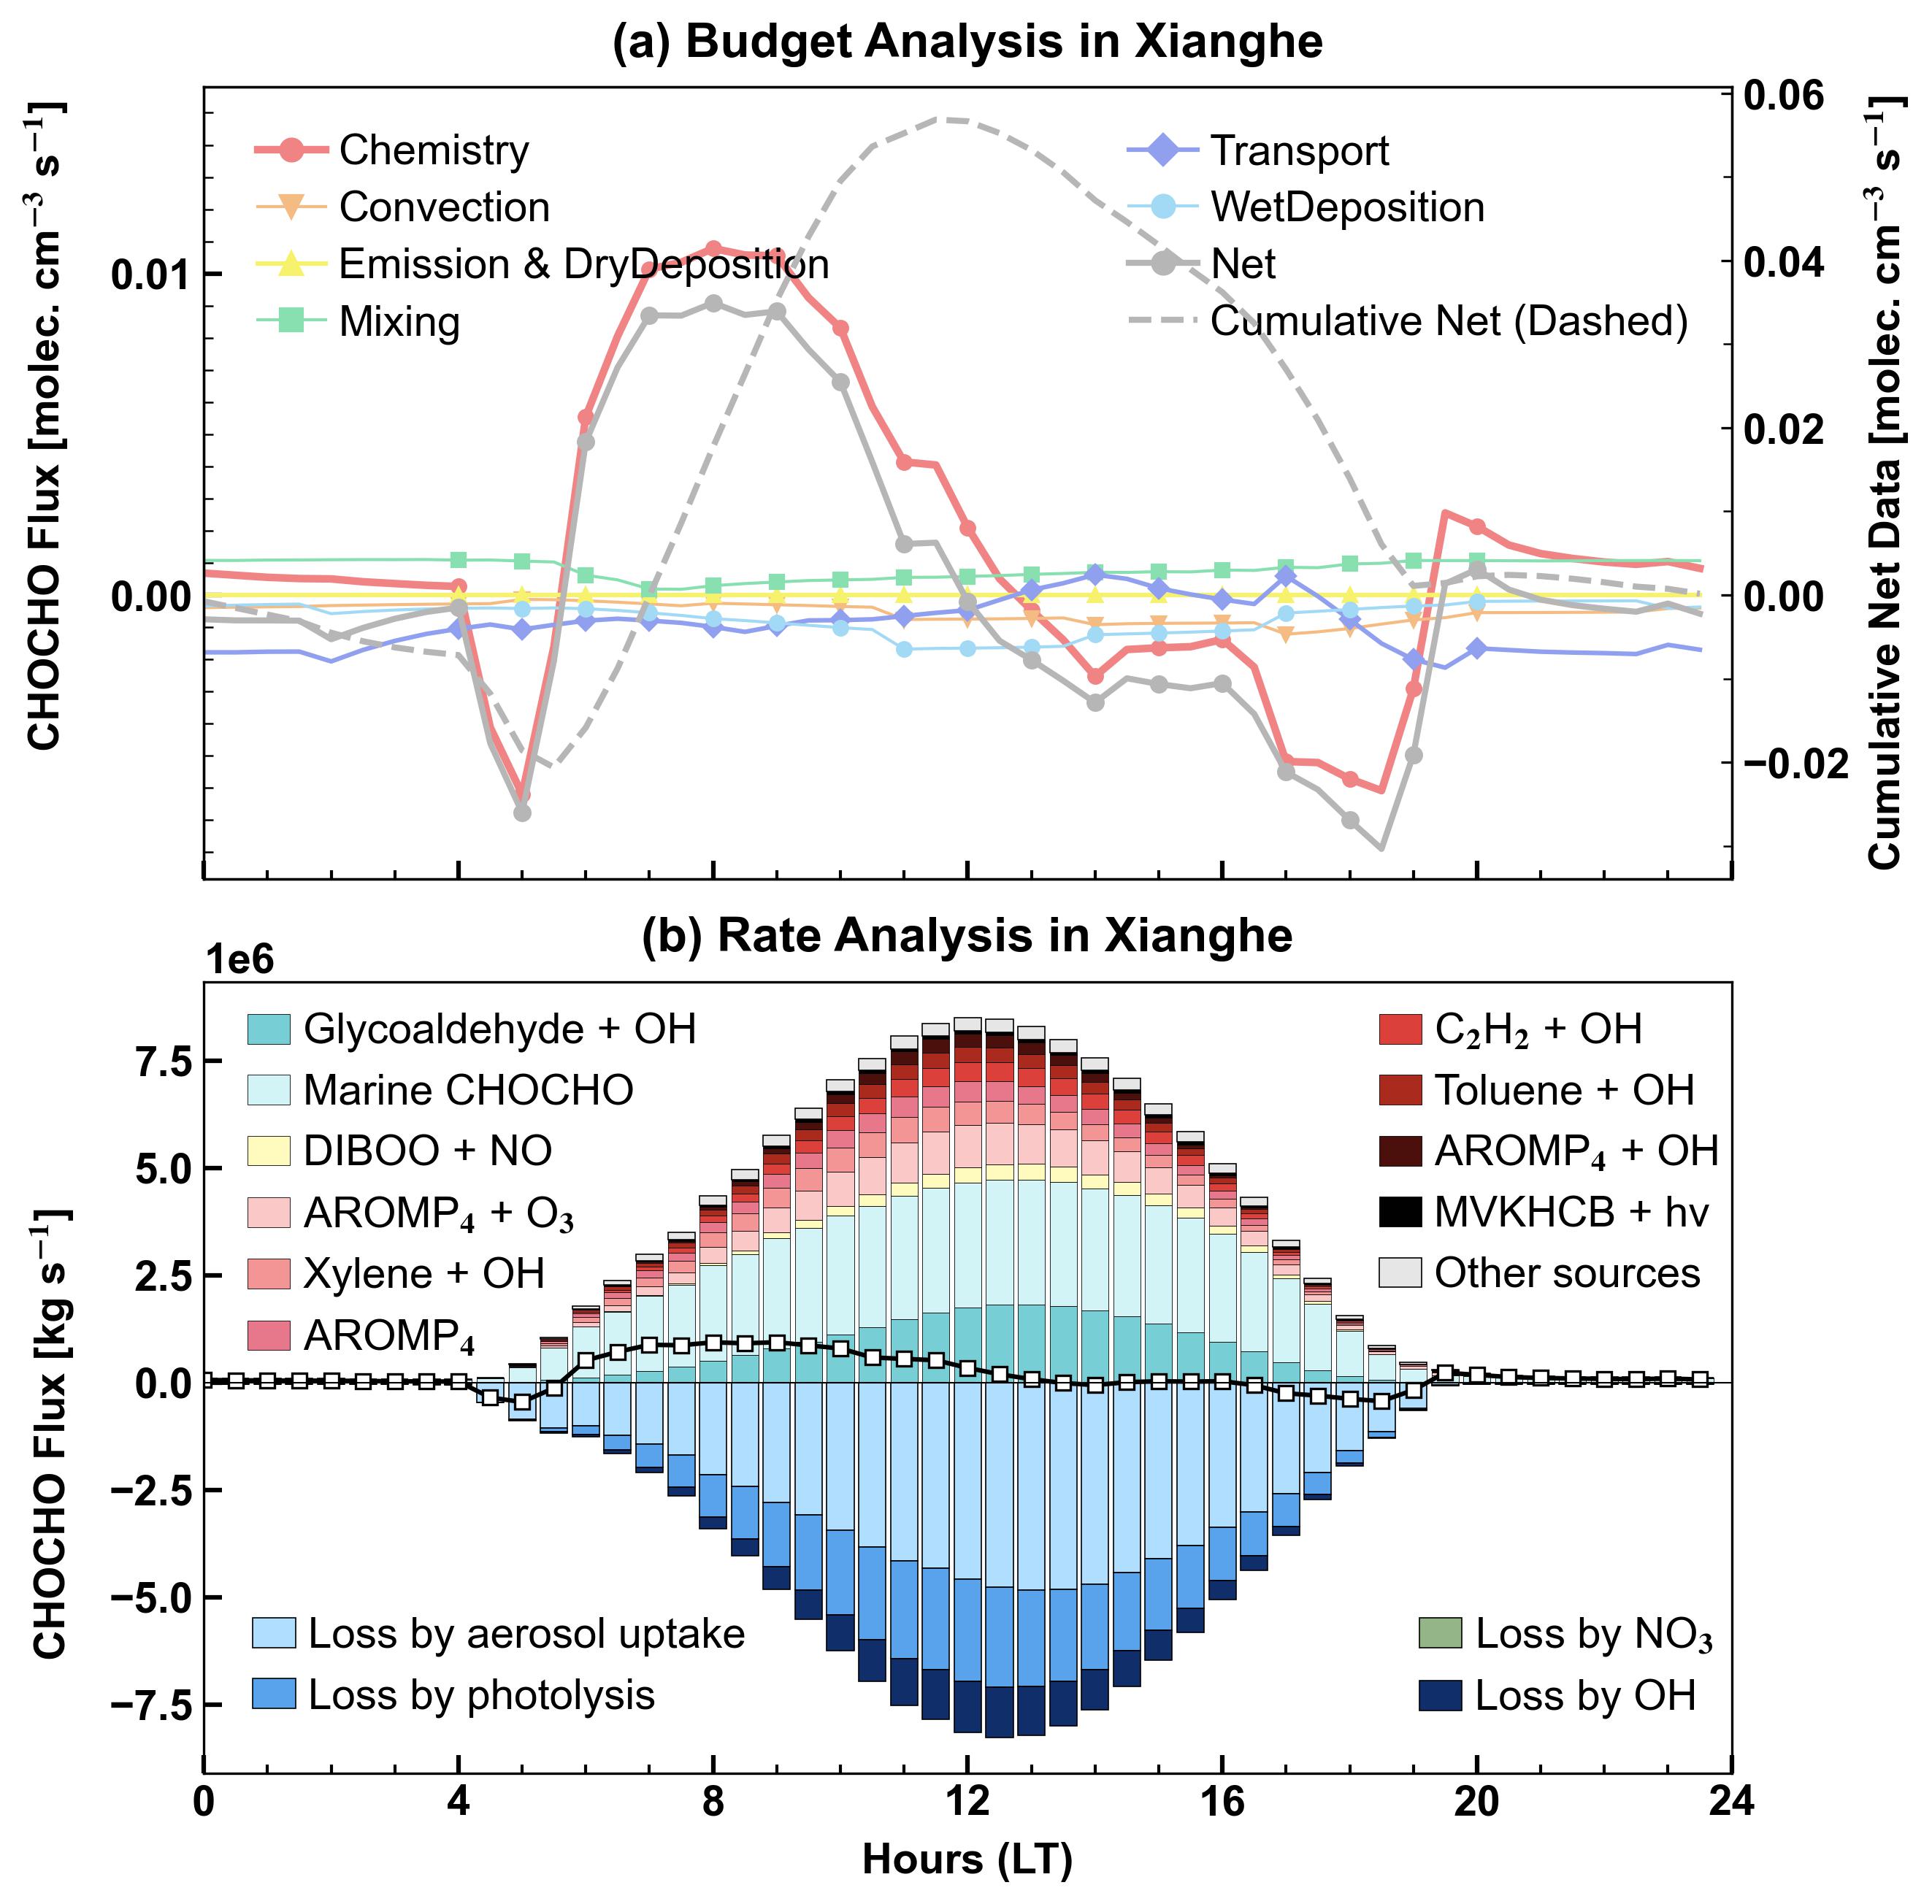 (a) Budget Analysis in Xianghe
CHOCHO Flux [molec. cm⁻³ s⁻¹]
0.01
0.00
Chemistry
Convection
Emission & DryDeposition
Mixing
Transport
WetDeposition
Net
Cumulative Net (Dashed)
0.06
0.04
0.02
0.00
−0.02
Cumulative Net Data [molec. cm⁻³ s⁻¹]
(b) Rate Analysis in Xianghe
1e6
CHOCHO Flux [kg s⁻¹]
7.5
5.0
2.5
0.0
−2.5
−5.0
−7.5
Glycoaldehyde + OH
Marine CHOCHO
DIBOO + NO
AROMP₄ + O₃
Xylene + OH
AROMP₄
C₂H₂ + OH
Toluene + OH
AROMP₄ + OH
MVKHCB + hv
Other sources
Loss by aerosol uptake
Loss by photolysis
Loss by NO₃
Loss by OH
0 4 8 12 16 20 24
Hours (LT)